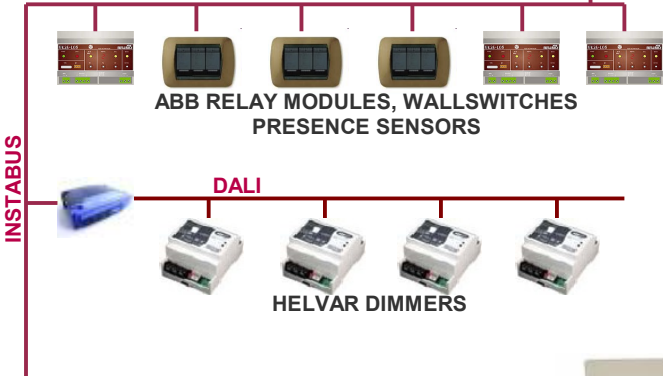 ABB RELAY MODULES, WALLSWITCHES
PRESENCE SENSORS
INSTABUS
DALI
HELVAR DIMMERS